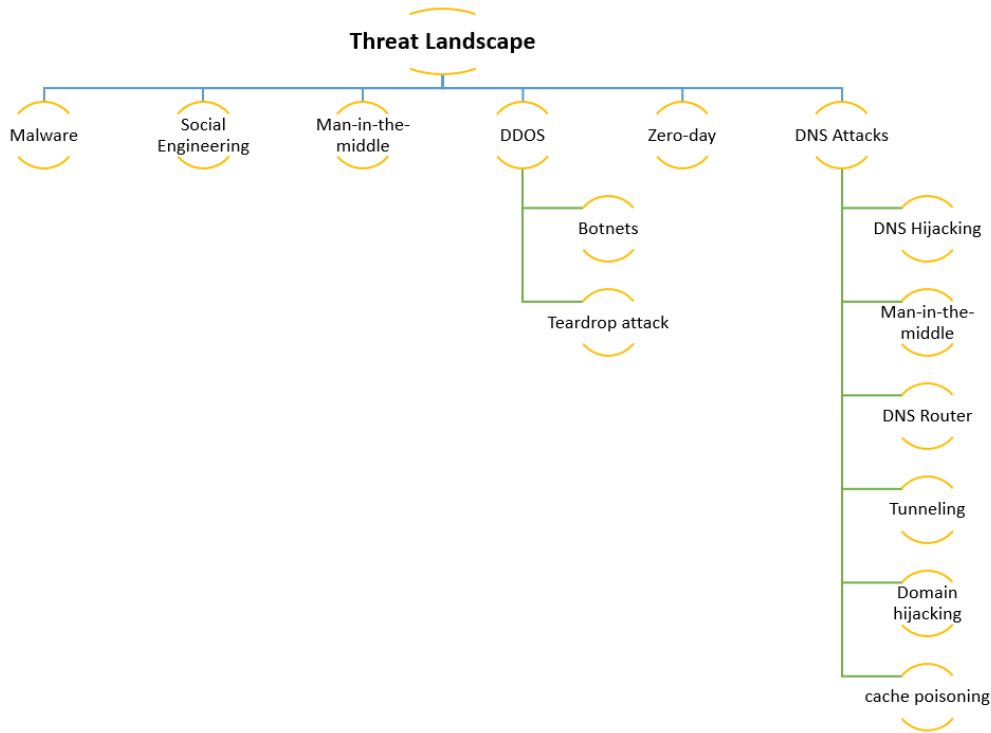 Threat Landscape
Malware
Social
Engineering
Man-in-the-
middle
DDOS
Zero-day
DNS Attacks
Botnets
Teardrop attack
DNS Hijacking
Man-in-the-
middle
DNS Router
Tunneling
Domain
hijacking
cache poisoning